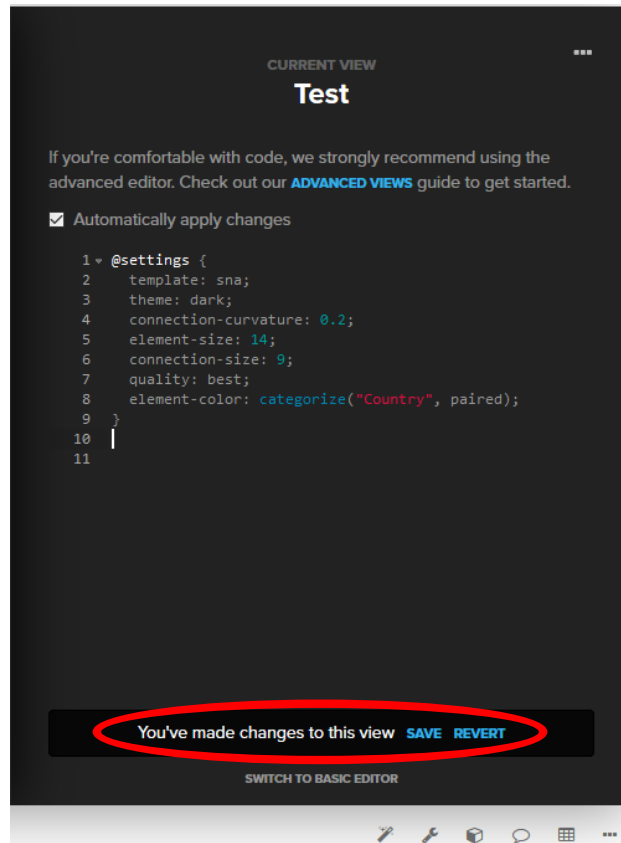 CURRENT VIEW
Test
If you're comfortable with code, we strongly recommend using the
advanced editor. Check out our ADVANCED VIEWS guide to get started.
Automatically apply changes
1 @settings {
2 template: sna;
3 theme: dark;
4 connection-curvature: 0.2;
5 element-size: 14;
6 connection-size: 9;
7 quality: best;
8 element-color: categorize("Country", paired);
9 }
10
11
You've made changes to this view SAVE REVERT
SWITCH TO BASIC EDITOR